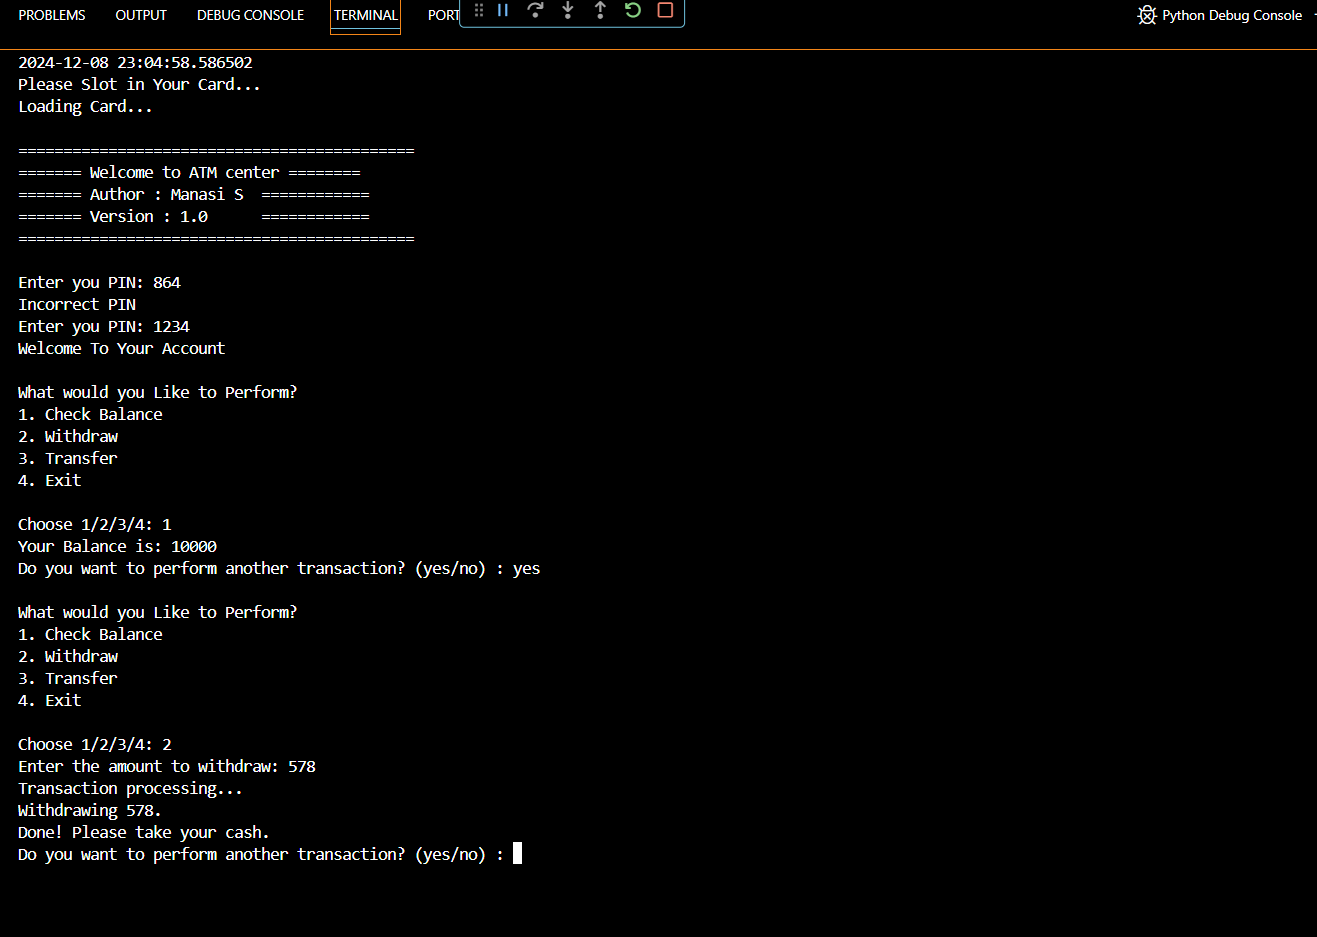 PROBLEMS OUTPUT DEBUG CONSOLE TERMINAL PORT Python Debug Console
2024-12-08 23:04:58.586502
Please Slot in Your Card...
Loading Card...
============================================
======= Welcome to ATM center ========
======= Author : Manasi S  ============
======= Version : 1.0      ============
============================================
Enter you PIN: 864
Incorrect PIN
Enter you PIN: 1234
Welcome To Your Account
What would you Like to Perform?
1. Check Balance
2. Withdraw
3. Transfer
4. Exit
Choose 1/2/3/4: 1
Your Balance is: 10000
Do you want to perform another transaction? (yes/no) : yes
What would you Like to Perform?
1. Check Balance
2. Withdraw
3. Transfer
4. Exit
Choose 1/2/3/4: 2
Enter the amount to withdraw: 578
Transaction processing...
Withdrawing 578.
Done! Please take your cash.
Do you want to perform another transaction? (yes/no) :